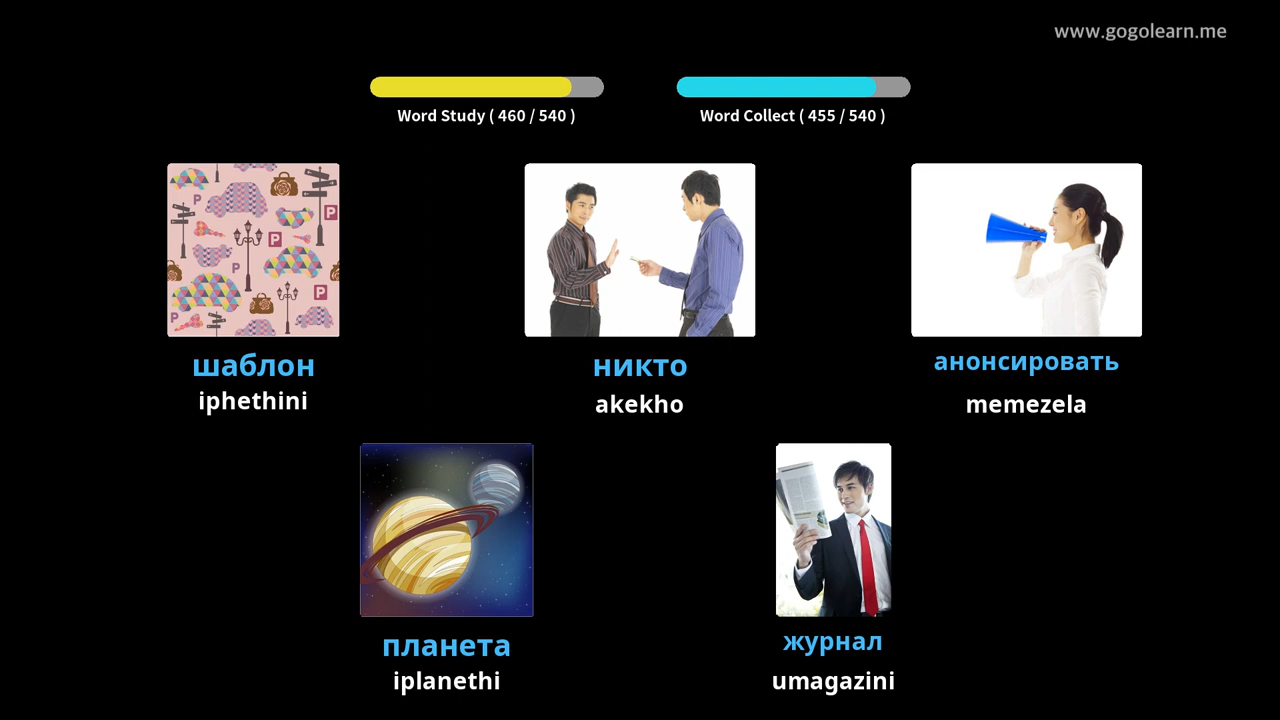 www.gogolearn.me
Word Study ( 460 / 540 )
Word Collect ( 455 / 540 )
P
P
P
P
P
P
шаблон
iphethini
никто
akekho
анонсировать
memezela
планета
iplanethi
журнал
umagazini